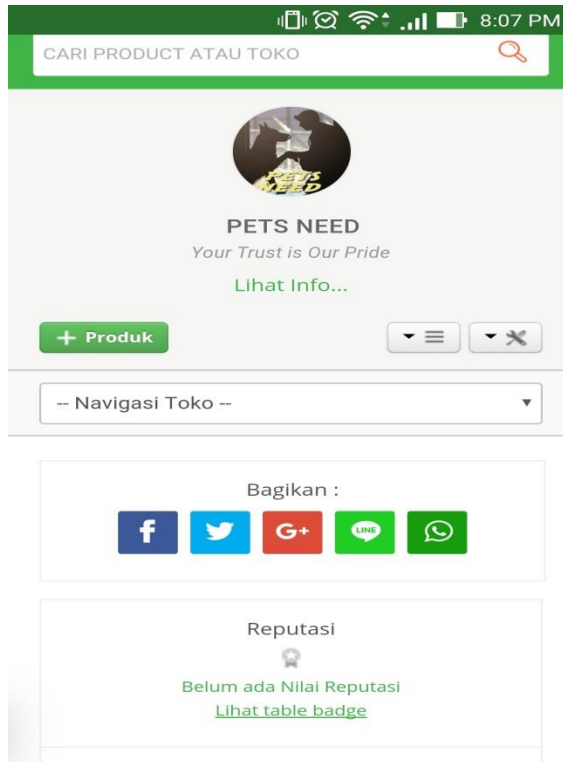 8:07 PM
CARI PRODUCT ATAU TOKO
PETS
NEED
PETS NEED
Your Trust is Our Pride
Lihat Info...
+ Produk
-- Navigasi Toko --
Bagikan :
f G+ LINE
Reputasi
Belum ada Nilai Reputasi
Lihat table badge